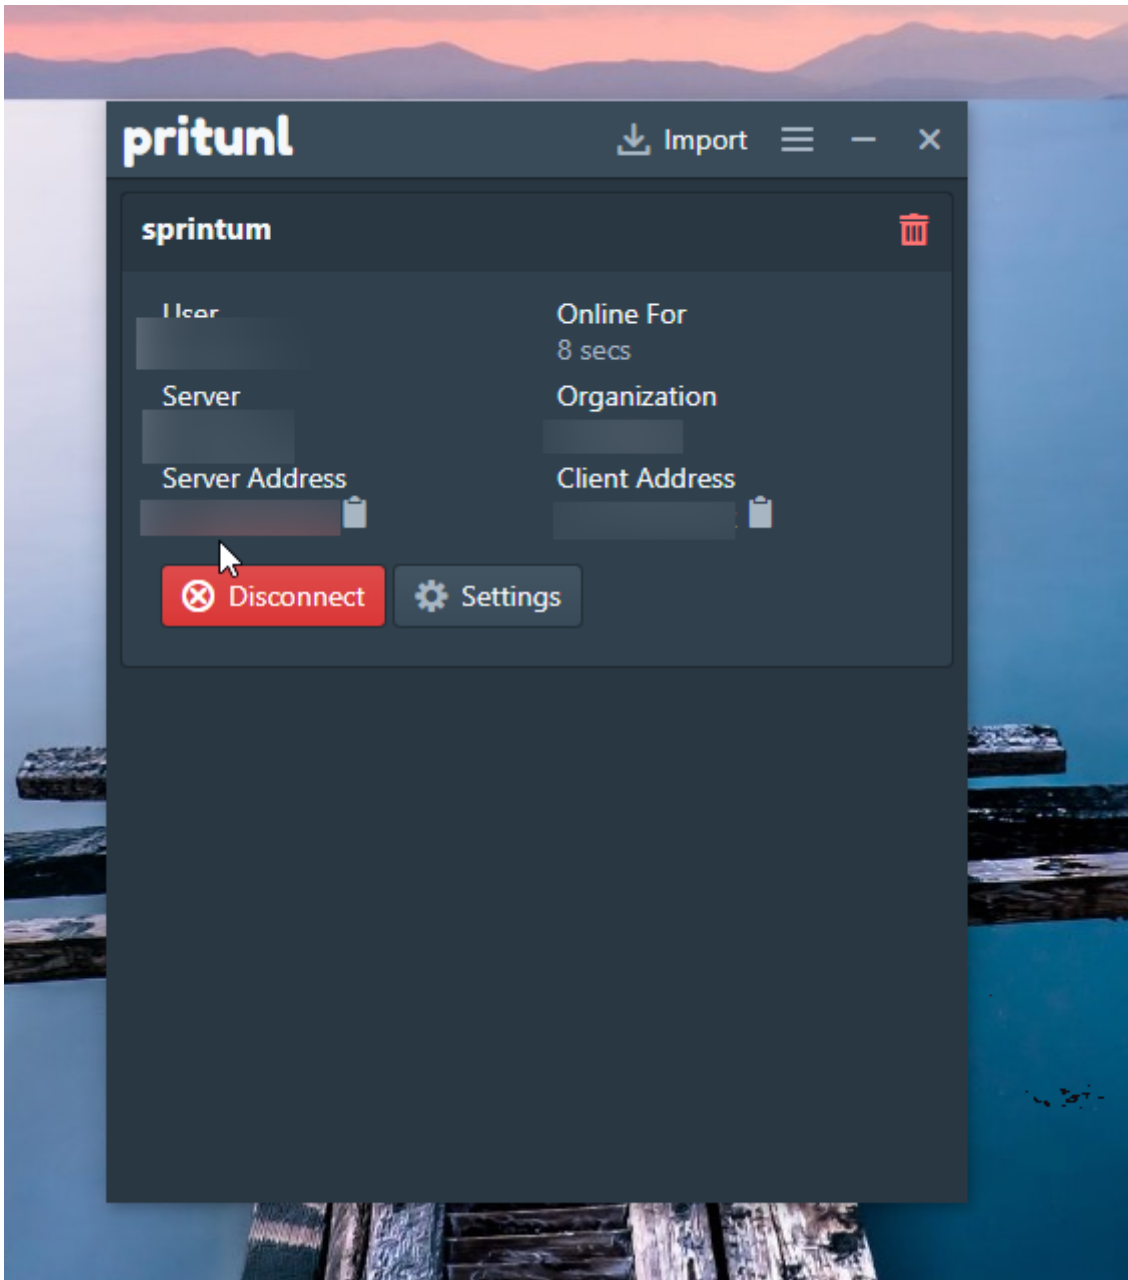 pritunl
Import
sprintum
User
Online For
8 secs
Server
Organization
Server Address
Client Address
Disconnect
Settings